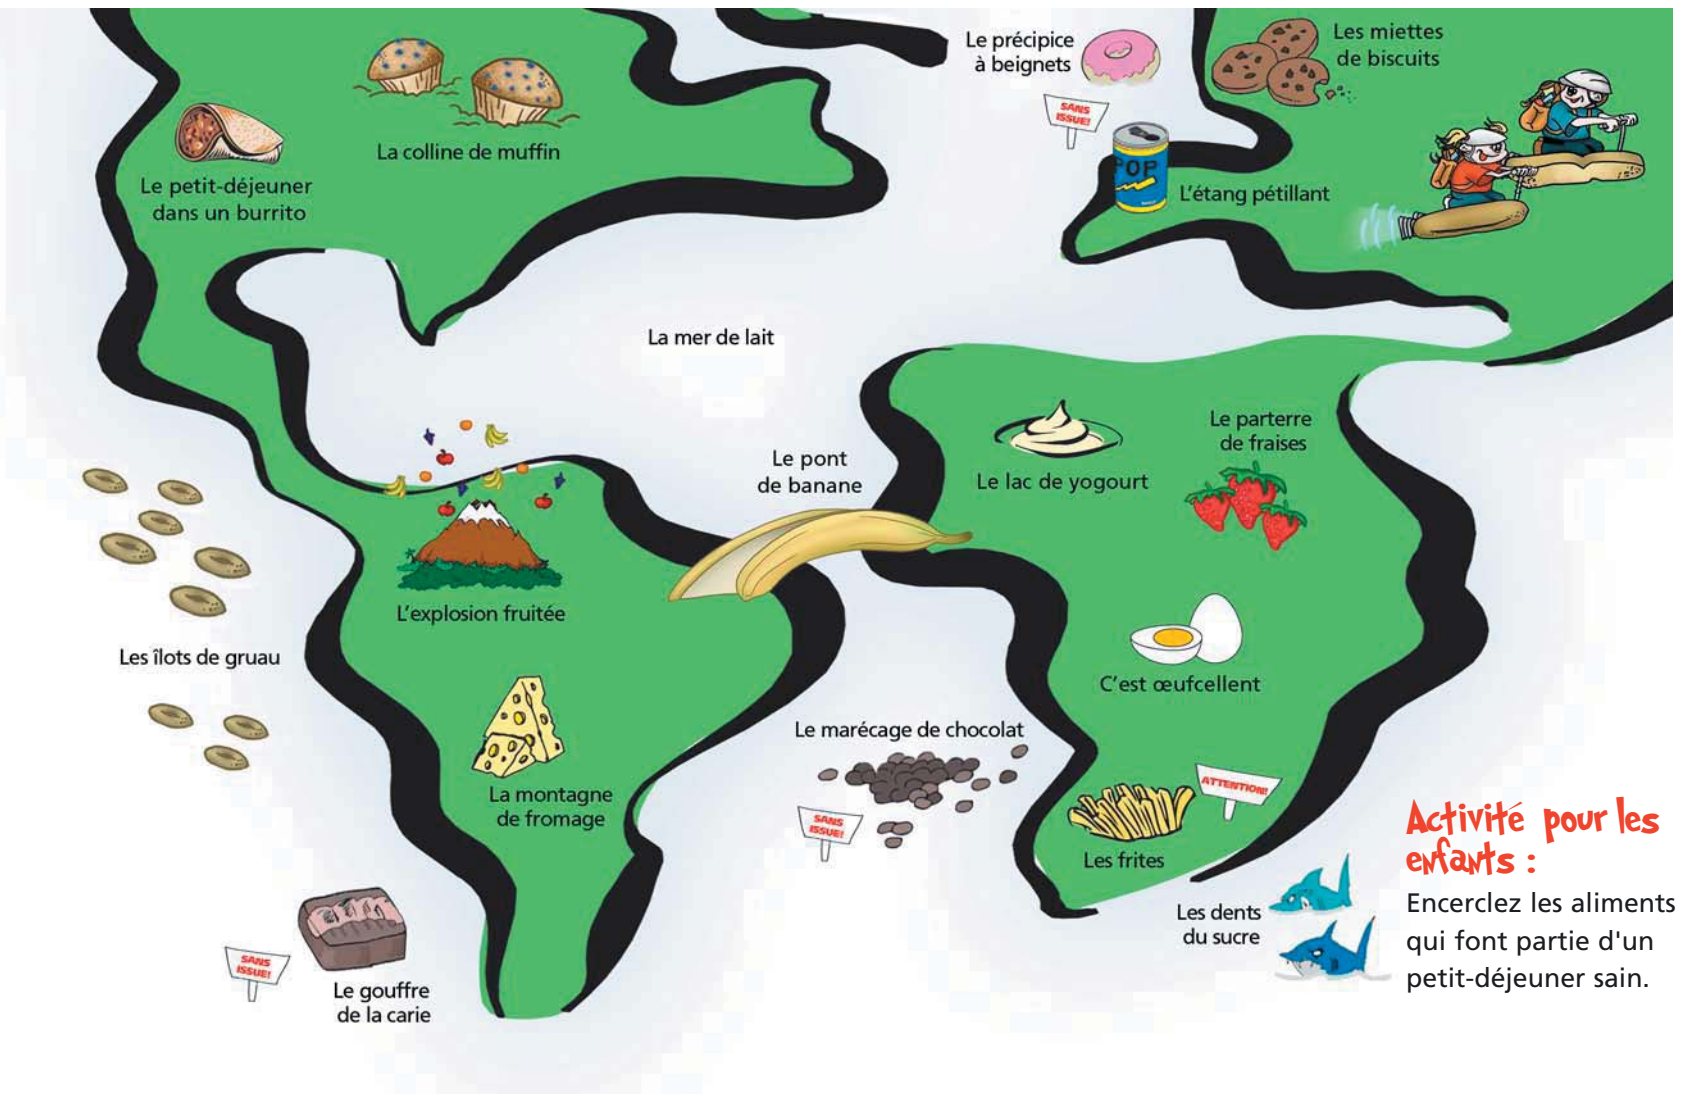 Le précipice
à beignets
SANS
ISSUE!
Les miettes
de biscuits
POP
L'étang pétillant
La colline de muffin
Le petit-déjeuner
dans un burrito
La mer de lait
Le pont
de banane
Le lac de yogourt
Le parterre
de fraises
L'explosion fruitée
Les îlots de gruau
C'est œufcellent
La montagne
de fromage
Le marécage de chocolat
SANS
ISSUE!
ATTENTION!
Les frites
Les dents
du sucre
SANS
ISSUE!
Le gouffre
de la carie
Activité pour les
enfants :
Encerclez les aliments
qui font partie d'un
petit-déjeuner sain.